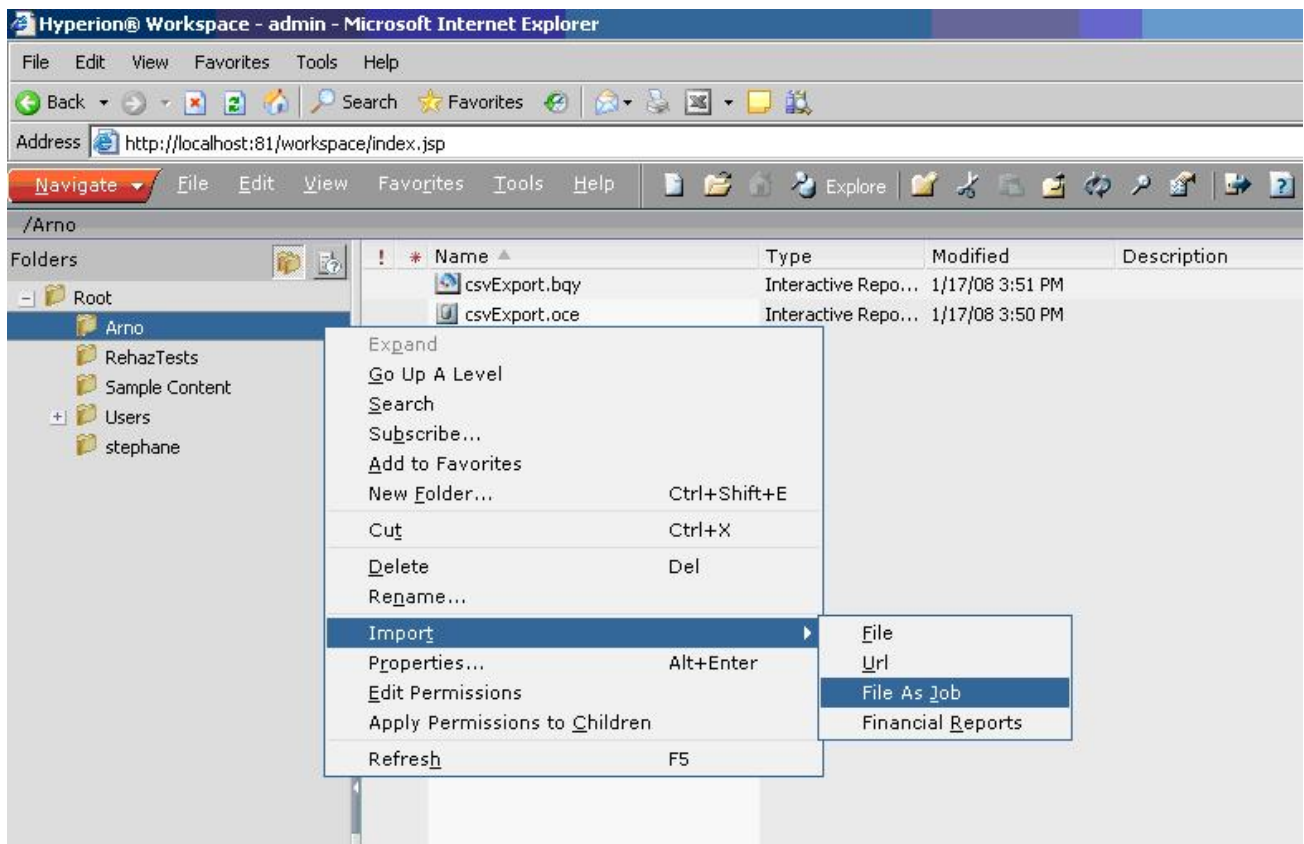 Hyperion® Workspace - admin - Microsoft Internet Explorer
File Edit View Favorites Tools Help
Back Search Favorites
Address http://localhost:81/workspace/index.jsp
Navigate File Edit View Favorites Tools Help Explore
/Arno
Folders ! * Name Type Modified Description
Root
csvExport.bqy Interactive Repo... 1/17/08 3:51 PM
Arno
csvExport.oce Interactive Repo... 1/17/08 3:50 PM
RehazTests
Sample Content
Users
stephane
Expand
Go Up A Level
Search
Subscribe...
Add to Favorites
New Folder... Ctrl+Shift+E
Cut Ctrl+X
Delete Del
Rename...
Import
Properties... Alt+Enter
Edit Permissions
Apply Permissions to Children
Refresh F5
File
Url
File As Job
Financial Reports